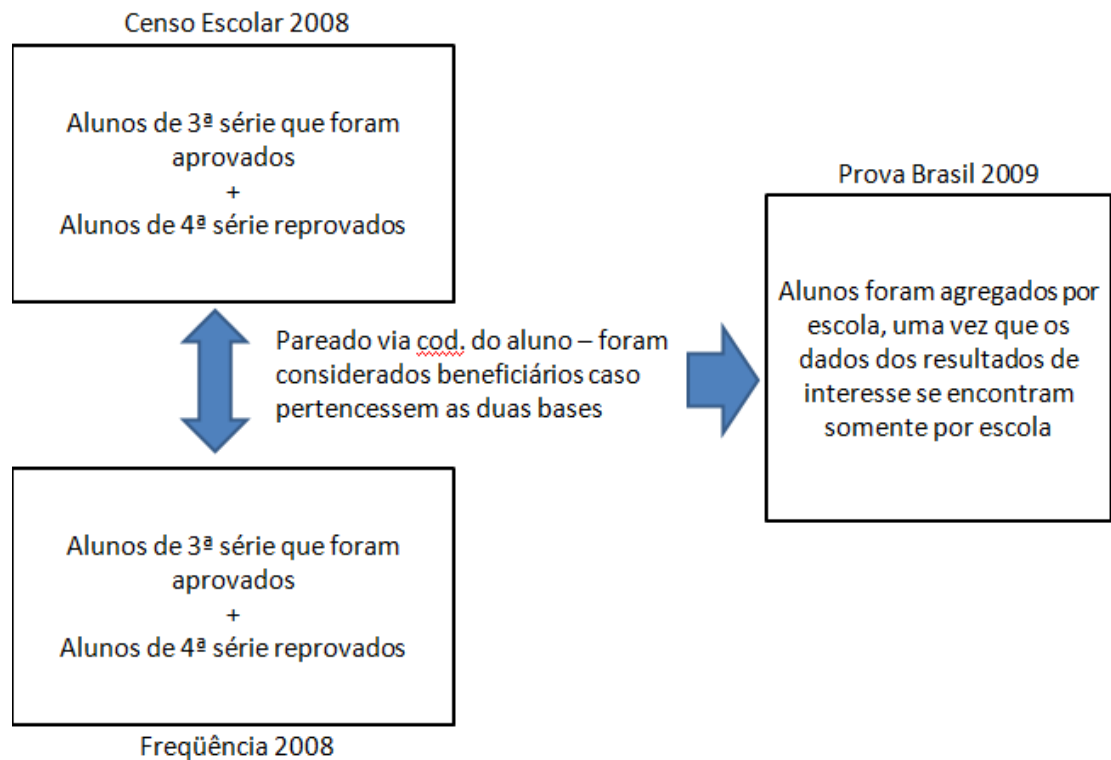 Censo Escolar 2008
Alunos de 3ª série que foram
aprovados
+
Alunos de 4ª série reprovados
Pareado via cod. do aluno – foram
considerados beneficiários caso
pertencessem as duas bases
Alunos de 3ª série que foram
aprovados
+
Alunos de 4ª série reprovados
Freqüência 2008
Prova Brasil 2009
Alunos foram agregados por
escola, uma vez que os
dados dos resultados de
interesse se encontram
somente por escola